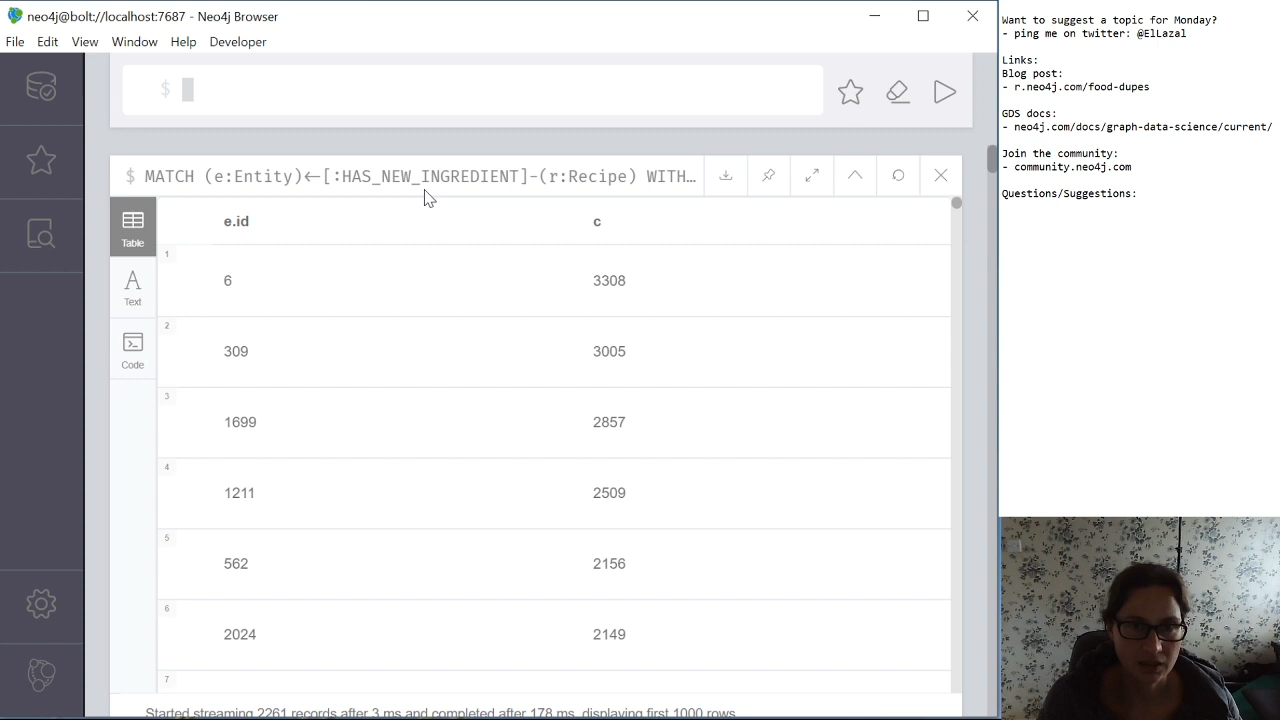 neo4j@bolt://localhost:7687 - Neo4j Browser
File Edit View Window Help Developer
$
$ MATCH (e:Entity)<-[:HAS_NEW_INGREDIENT]-(r:Recipe) WITH…
Table
Text
Code
e.id c
1
6 3308
2
309 3005
3
1699 2857
4
1211 2509
5
562 2156
6
2024 2149
7
Started streaming 2261 records after 3 ms and completed after 178 ms, displaying first 1000 rows.
Want to suggest a topic for Monday?
- ping me on twitter: @ElLazal
Links:
Blog post:
- r.neo4j.com/food-dupes
GDS docs:
- neo4j.com/docs/graph-data-science/current/
Join the community:
- community.neo4j.com
Questions/Suggestions: